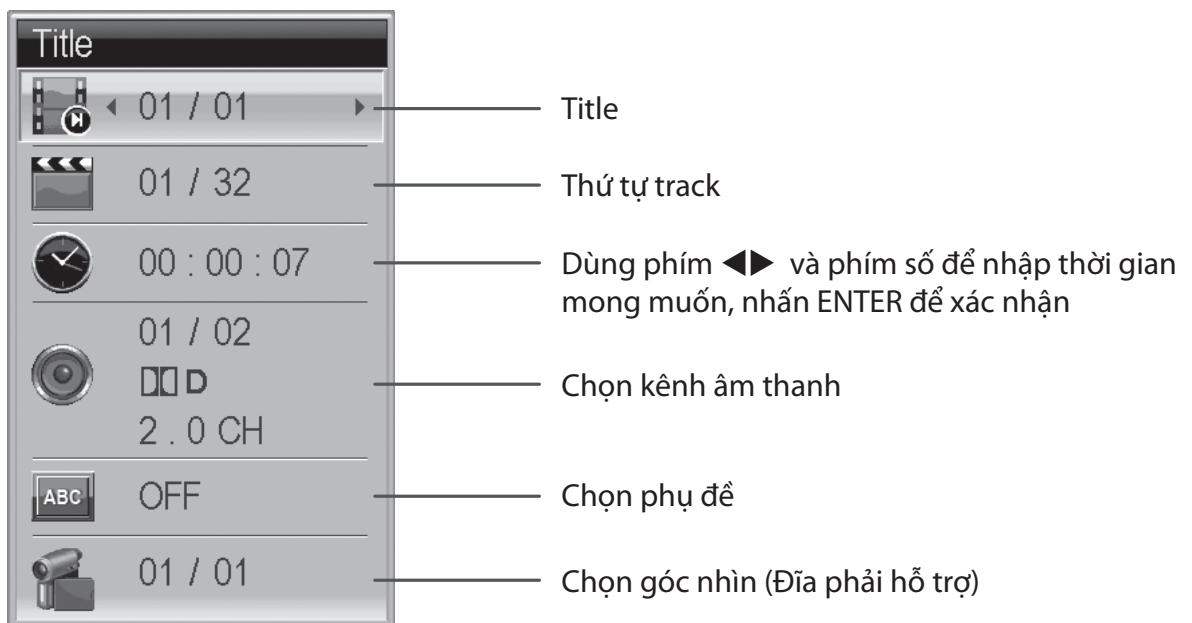 Title
01 / 01
Title
01 / 32
Thứ tự track
00 : 00 : 07
Dùng phím ◀▶ và phím số để nhập thời gian
mong muốn, nhấn ENTER để xác nhận
01 / 02
D
2 . 0 CH
Chọn kênh âm thanh
ABC
OFF
Chọn phụ đề
01 / 01
Chọn góc nhìn (Đĩa phải hỗ trợ)